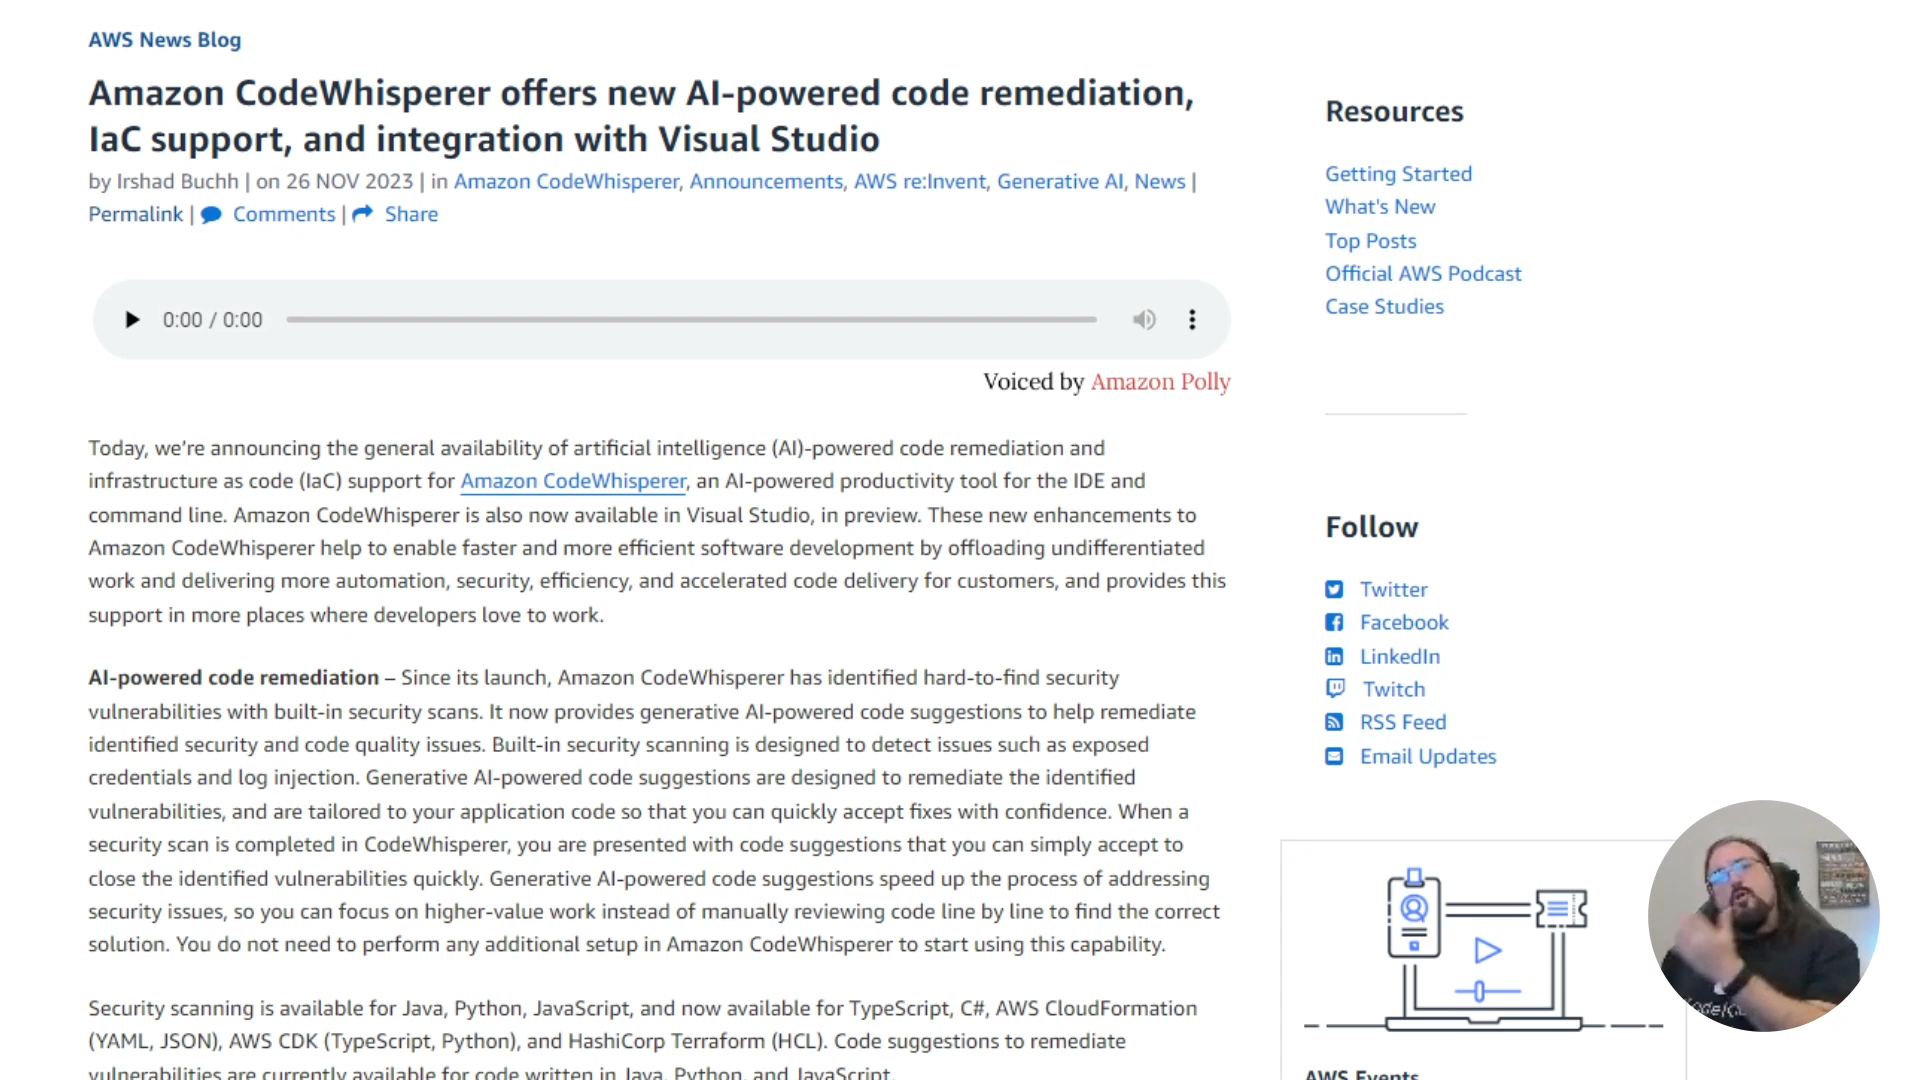 AWS News Blog
Amazon CodeWhisperer offers new AI-powered code remediation,
IaC support, and integration with Visual Studio
by Irshad Buchh | on 26 NOV 2023 | in Amazon CodeWhisperer, Announcements, AWS re:Invent, Generative AI, News |
Permalink | Comments | Share
0:00 / 0:00
Voiced by Amazon Polly
Today, we’re announcing the general availability of artificial intelligence (AI)-powered code remediation and
infrastructure as code (IaC) support for Amazon CodeWhisperer, an AI-powered productivity tool for the IDE and
command line. Amazon CodeWhisperer is also now available in Visual Studio, in preview. These new enhancements to
Amazon CodeWhisperer help to enable faster and more efficient software development by offloading undifferentiated
work and delivering more automation, security, efficiency, and accelerated code delivery for customers, and provides this
support in more places where developers love to work.
AI-powered code remediation – Since its launch, Amazon CodeWhisperer has identified hard-to-find security
vulnerabilities with built-in security scans. It now provides generative AI-powered code suggestions to help remediate
identified security and code quality issues. Built-in security scanning is designed to detect issues such as exposed
credentials and log injection. Generative AI-powered code suggestions are designed to remediate the identified
vulnerabilities, and are tailored to your application code so that you can quickly accept fixes with confidence. When a
security scan is completed in CodeWhisperer, you are presented with code suggestions that you can simply accept to
close the identified vulnerabilities quickly. Generative AI-powered code suggestions speed up the process of addressing
security issues, so you can focus on higher-value work instead of manually reviewing code line by line to find the correct
solution. You do not need to perform any additional setup in Amazon CodeWhisperer to start using this capability.
Security scanning is available for Java, Python, JavaScript, and now available for TypeScript, C#, AWS CloudFormation
(YAML, JSON), AWS CDK (TypeScript, Python), and HashiCorp Terraform (HCL). Code suggestions to remediate
vulnerabilities are currently available for code written in Java, Python, and JavaScript.
Resources
Getting Started
What's New
Top Posts
Official AWS Podcast
Case Studies
Follow
Twitter
Facebook
LinkedIn
Twitch
RSS Feed
Email Updates
AWS Events